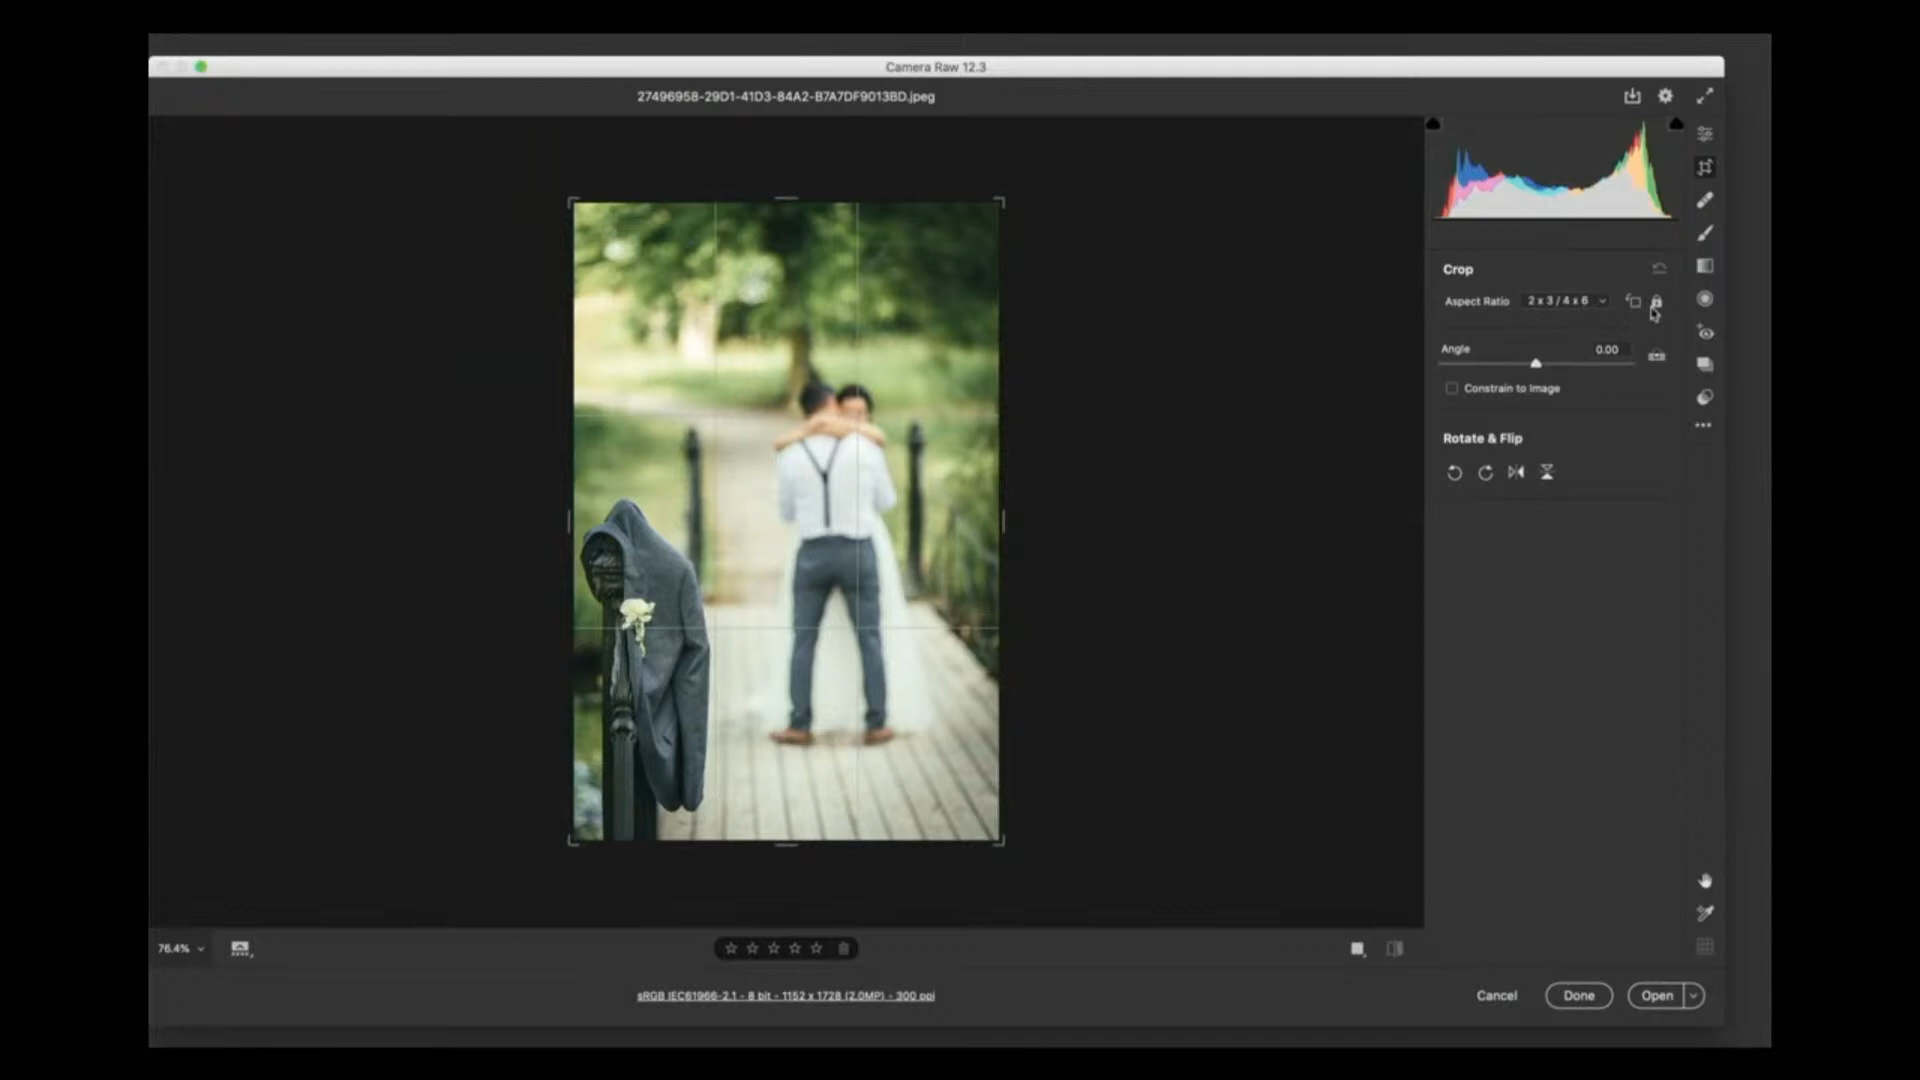 Camera Raw 12.3
27496958-29D1-41D3-84A2-B7A7DF9013BD.jpeg
Crop
Aspect Ratio 2 x 3 / 4 x 6
Angle 0.00
Constrain to Image
Rotate & Flip
76.4%
sRGB IEC61966-2.1 - 8 bit - 1152 x 1728 (2.0MP) - 300 ppi
Cancel Done Open